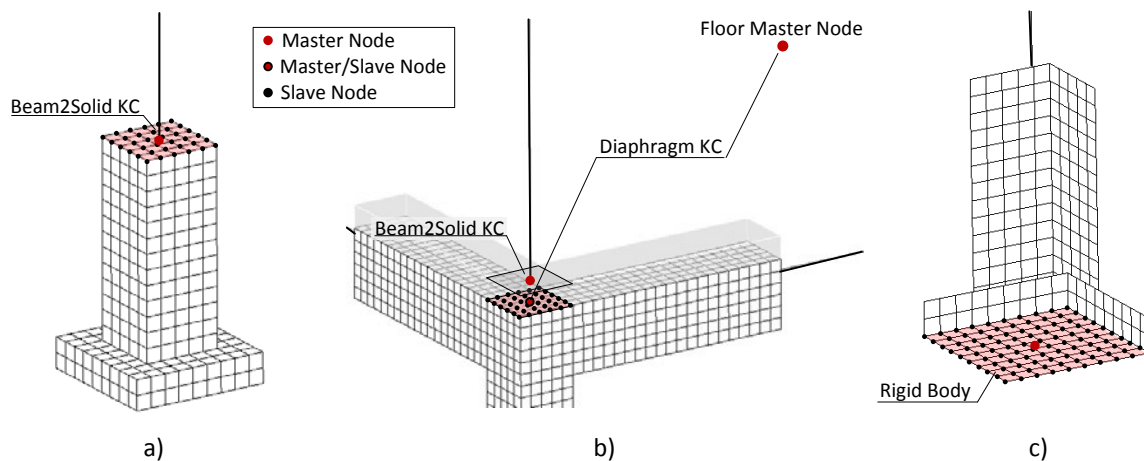 Master Node
Master/Slave Node
Slave Node
Beam2Solid KC
Floor Master Node
Diaphragm KC
Beam2Solid KC
Rigid Body
a)
b)
c)